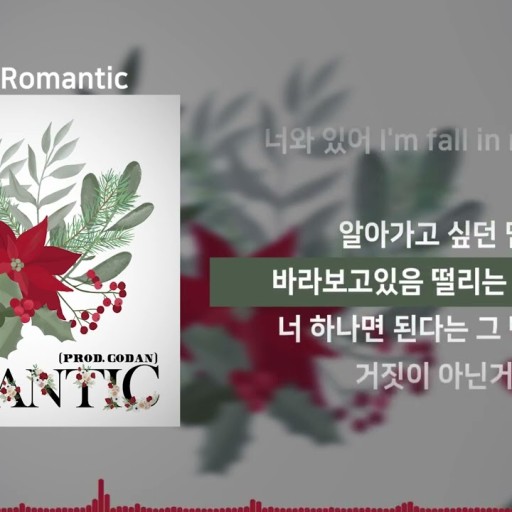 Romantic
너와 있어 I'm fall in
알아가고 싶던
바라보고있음 떨리는
너 하나면 된다는 그
거짓이 아닌거
(PROD. CODAN)
ANTIC